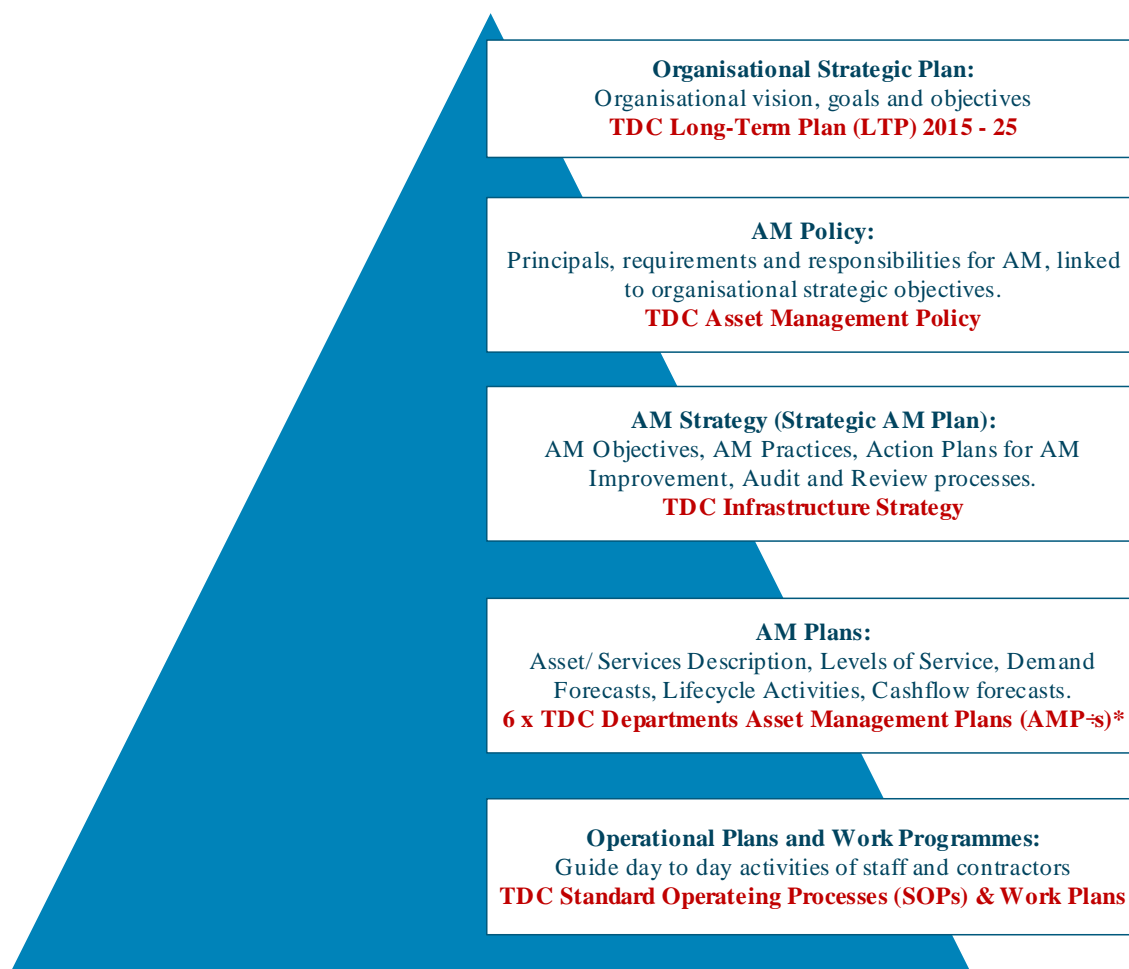 Organisational Strategic Plan:
Organisational vision, goals and objectives
TDC Long-Term Plan (LTP) 2015 - 25
AM Policy:
Principals, requirements and responsibilities for AM, linked
to organisational strategic objectives.
TDC Asset Management Policy
AM Strategy (Strategic AM Plan):
AM Objectives, AM Practices, Action Plans for AM
Improvement, Audit and Review processes.
TDC Infrastructure Strategy
AM Plans:
Asset/ Services Description, Levels of Service, Demand
Forecasts, Lifecycle Activities, Cashflow forecasts.
6 x TDC Departments Asset Management Plans (AMP÷s)*
Operational Plans and Work Programmes:
Guide day to day activities of staff and contractors
TDC Standard Operateing Processes (SOPs) & Work Plans